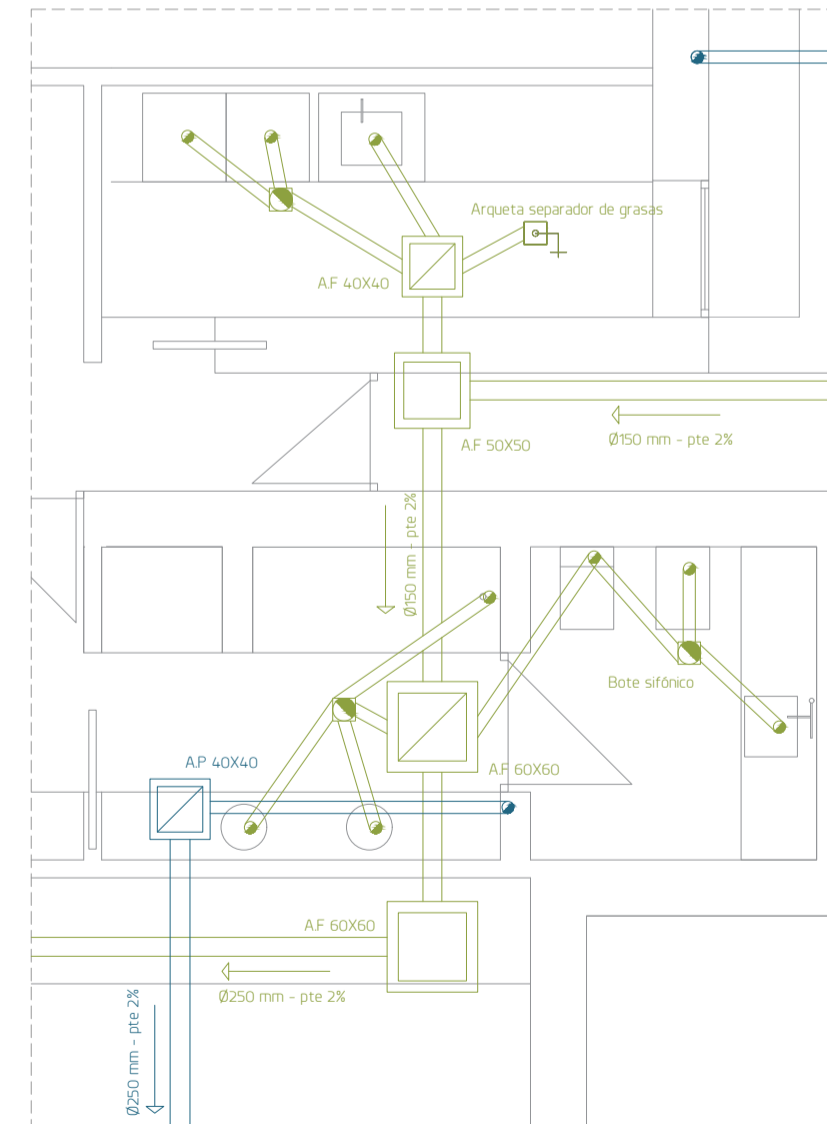 Arqueta separador de grasas
A.F 40X40
Ø150 mm - pte 2%
A.F 50X50
Ø150 mm - pte 2%
Bote sifónico
A.P 40X40
A.F 60X60
A.F 60X60
Ø250 mm - pte 2%
Ø250 mm - pte 2%